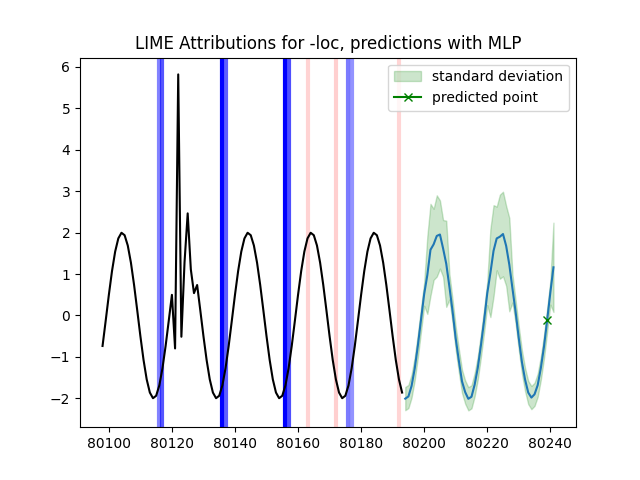 LIME Attributions for -loc, predictions with MLP
standard deviation
predicted point
6
5
4
3
2
1
0
−1
−2
80100 80120 80140 80160 80180 80200 80220 80240